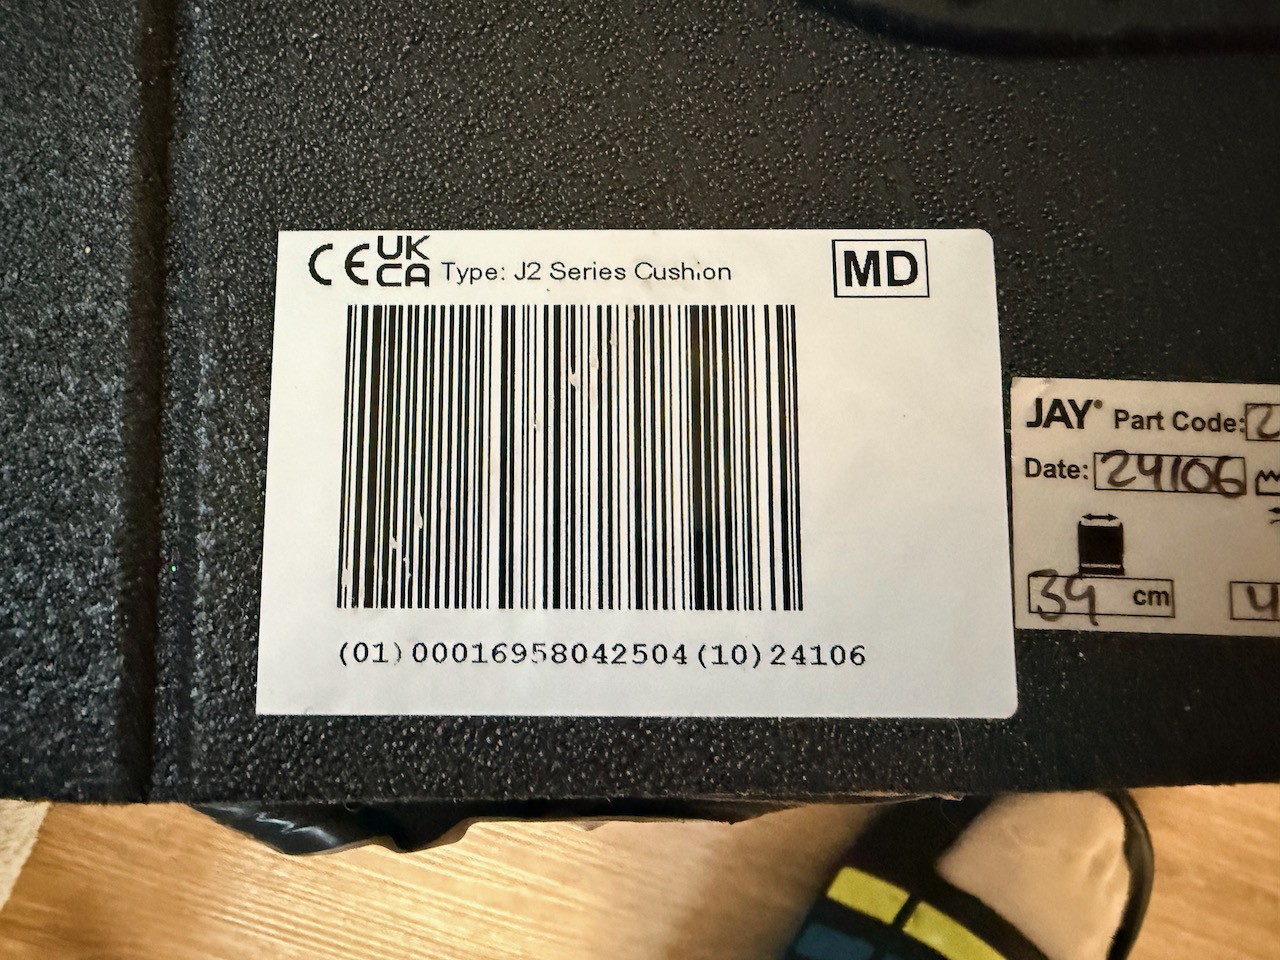 CE UK CA Type: J2 Series Cushion MD
(01)00016958042504(10)24106
JAY® Part Code:
Date: 24106
39 cm